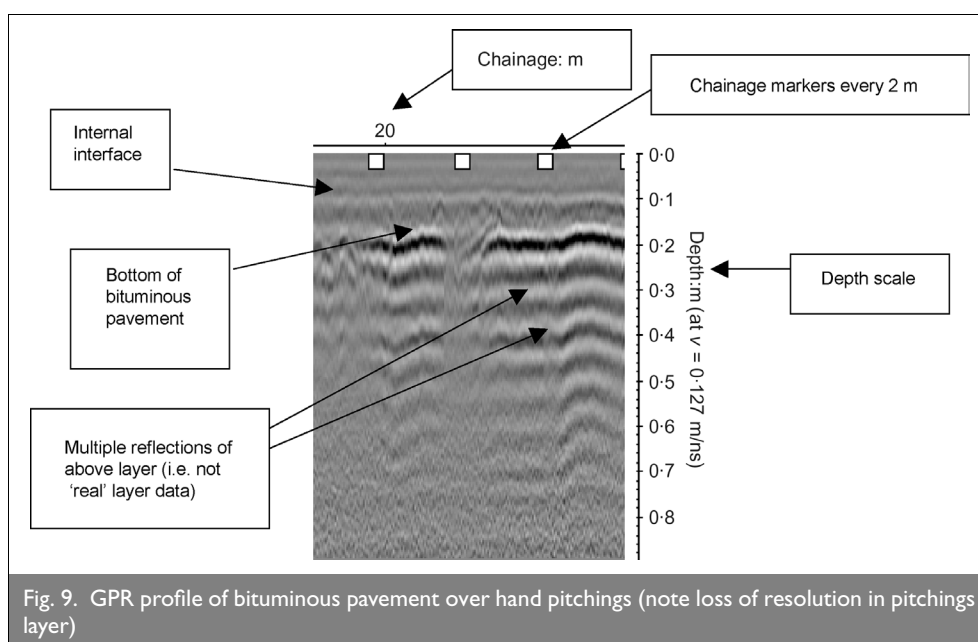 Chainage: m
Chainage markers every 2 m
Internal
interface
20
0·0
0·1
0·2
0·3
0·4
0·5
0·6
0·7
0·8
Depth:m (at v = 0·127 m/ns)
Bottom of
bituminous
pavement
Depth scale
Multiple reflections of
above layer (i.e. not
‘real’ layer data)
Fig. 9. GPR profile of bituminous pavement over hand pitchings (note loss of resolution in pitchings
layer)